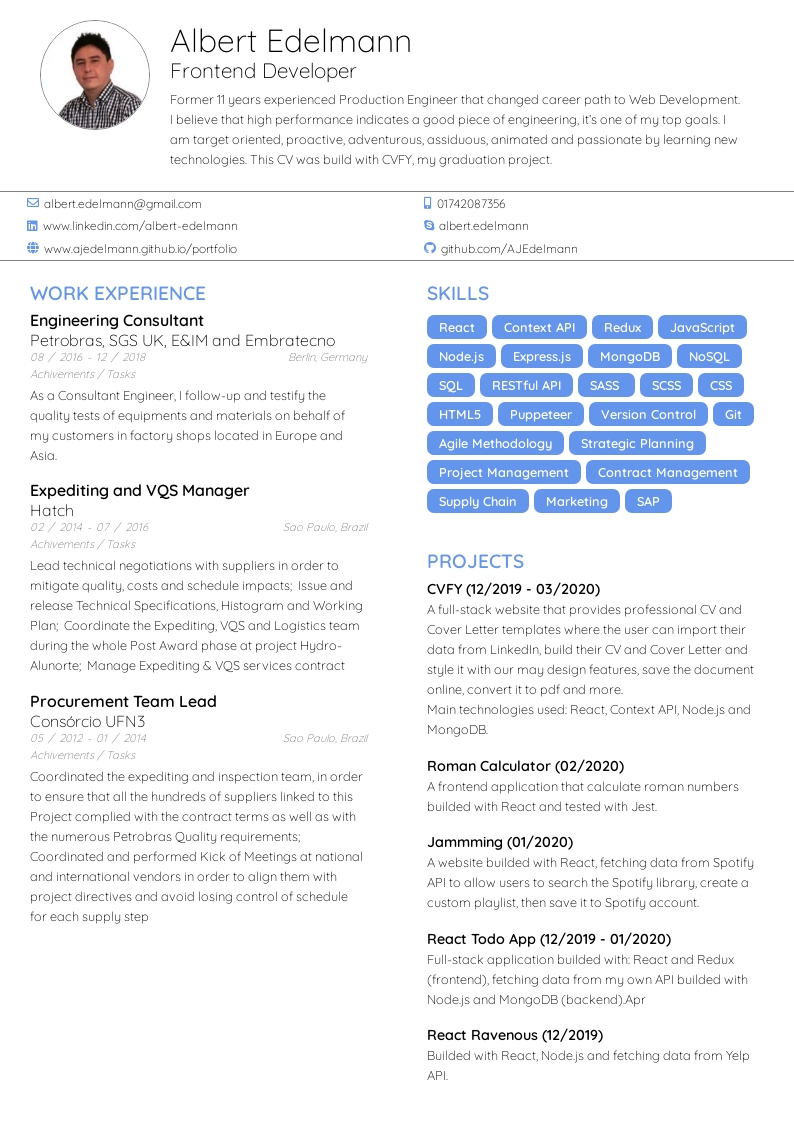 Albert Edelmann
Frontend Developer
Former 11 years experienced Production Engineer that changed career path to Web Development.
I believe that high performance indicates a good piece of engineering, it's one of my top goals. I
am target oriented, proactive, adventurous, assiduous, animated and passionate by learning new
technologies. This CV was build with CVFY, my graduation project.
albert.edelmann@gmail.com
01742087356
www.linkedin.com/albert-edelmann
albert.edelmann
www.ajedelmann.github.io/portfolio
github.com/AJEdelmann
WORK EXPERIENCE
Engineering Consultant
Petrobras, SGS UK, E&IM and Embratecno
08 / 2016 - 12 / 2018 Berlin, Germany
Achivements / Tasks
As a Consultant Engineer, I follow-up and testify the
quality tests of equipments and materials on behalf of
my customers in factory shops located in Europe and
Asia.
Expediting and VQS Manager
Hatch
02 / 2014 - 07 / 2016 Sao Paulo, Brazil
Achivements / Tasks
Lead technical negotiations with suppliers in order to
mitigate quality, costs and schedule impacts; Issue and
release Technical Specifications, Histogram and Working
Plan; Coordinate the Expediting, VQS and Logistics team
during the whole Post Award phase at project Hydro-
Alunorte; Manage Expediting & VQS services contract
Procurement Team Lead
Consórcio UFN3
05 / 2012 - 01 / 2014 Sao Paulo, Brazil
Achivements / Tasks
Coordinated the expediting and inspection team, in order
to ensure that all the hundreds of suppliers linked to this
Project complied with the contract terms as well as with
the numerous Petrobras Quality requirements;
Coordinated and performed Kick of Meetings at national
and international vendors in order to align them with
project directives and avoid losing control of schedule
for each supply step
SKILLS
React Context API Redux JavaScript
Node.js Express.js MongoDB NoSQL
SQL RESTful API SASS SCSS CSS
HTML5 Puppeteer Version Control Git
Agile Methodology Strategic Planning
Project Management Contract Management
Supply Chain Marketing SAP
PROJECTS
CVFY (12/2019 - 03/2020)
A full-stack website that provides professional CV and
Cover Letter templates where the user can import their
data from LinkedIn, build their CV and Cover Letter and
style it with our may design features, save the document
online, convert it to pdf and more.
Main technologies used: React, Context API, Node.js and
MongoDB.
Roman Calculator (02/2020)
A frontend application that calculate roman numbers
builded with React and tested with Jest.
Jammming (01/2020)
A website builded with React, fetching data from Spotify
API to allow users to search the Spotify library, create a
custom playlist, then save it to Spotify account.
React Todo App (12/2019 - 01/2020)
Full-stack application builded with: React and Redux
(frontend), fetching data from my own API builded with
Node.js and MongoDB (backend).Apr
React Ravenous (12/2019)
Builded with React, Node.js and fetching data from Yelp
API.